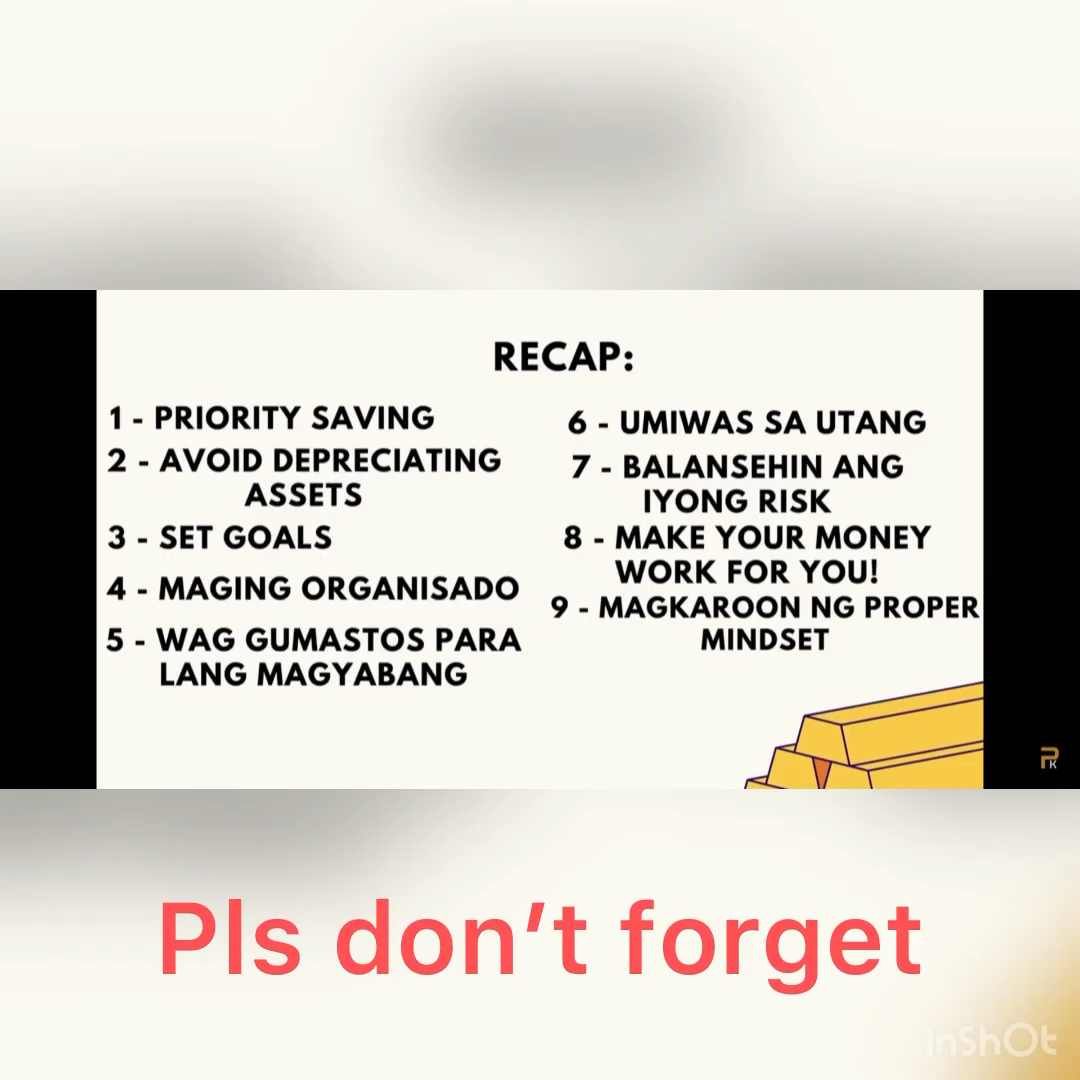 RECAP:
1 - PRIORITY SAVING
2 - AVOID DEPRECIATING
ASSETS
3 - SET GOALS
4 - MAGING ORGANISADO
5 - WAG GUMASTOS PARA
LANG MAGYABANG
6 - UMIWAS SA UTANG
7 - BALANSEHIN ANG
IYONG RISK
8 - MAKE YOUR MONEY
WORK FOR YOU!
9 - MAGKAROON NG PROPER
MINDSET
PK
Pls don't forget
InShOt